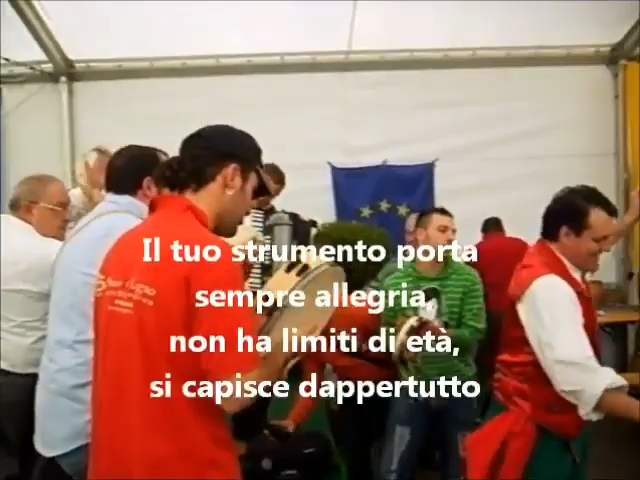 Il tuo strumento porta
sempre allegria,
non ha limiti di età,
si capisce dappertutto